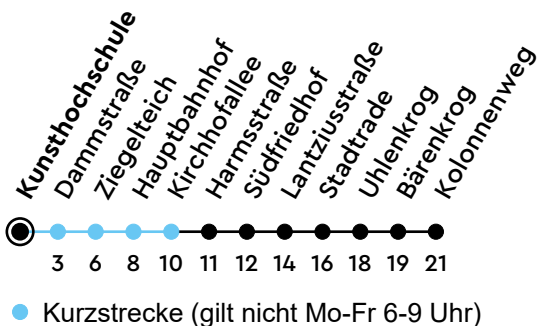 Kunsthochschule
Dammstraße
Ziegelteich
Hauptbahnhof
Kirchhofallee
Harmsstraße
Südfriedhof
Lantziusstraße
Stadtrade
Uhlenkrog
Bärenkrog
Kolonnenweg
3 6 8 10 11 12 14 16 18 19 21
Kurzstrecke (gilt nicht Mo-Fr 6-9 Uhr)